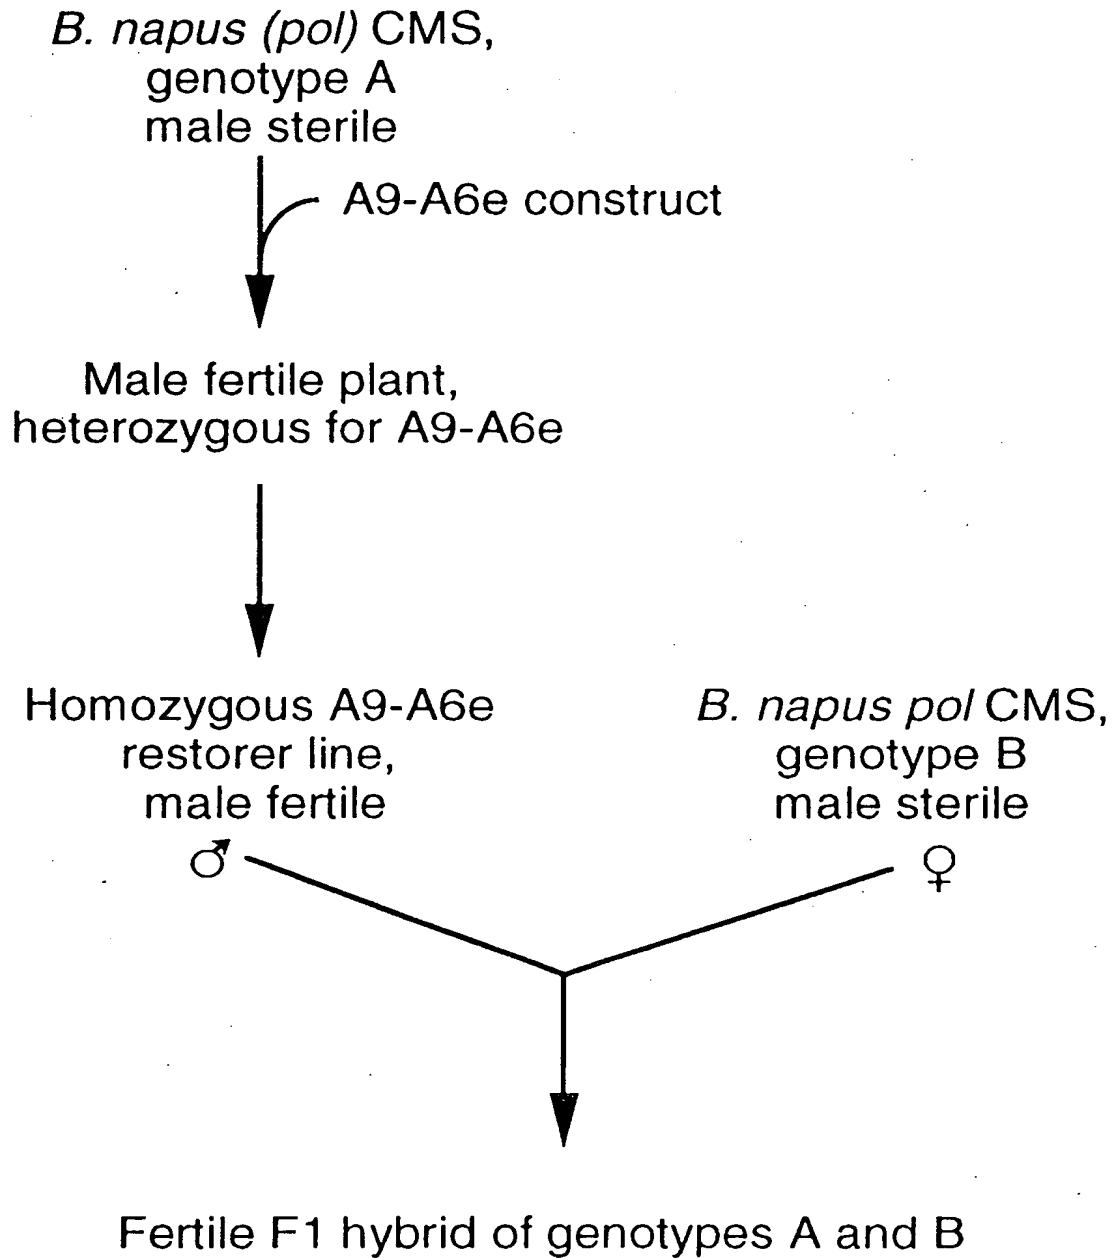 B. napus (pol) CMS,
genotype A
male sterile
A9-A6e construct
Male fertile plant,
heterozygous for A9-A6e
Homozygous A9-A6e
restorer line,
male fertile
♂
B. napus pol CMS,
genotype B
male sterile
♀
Fertile F1 hybrid of genotypes A and B